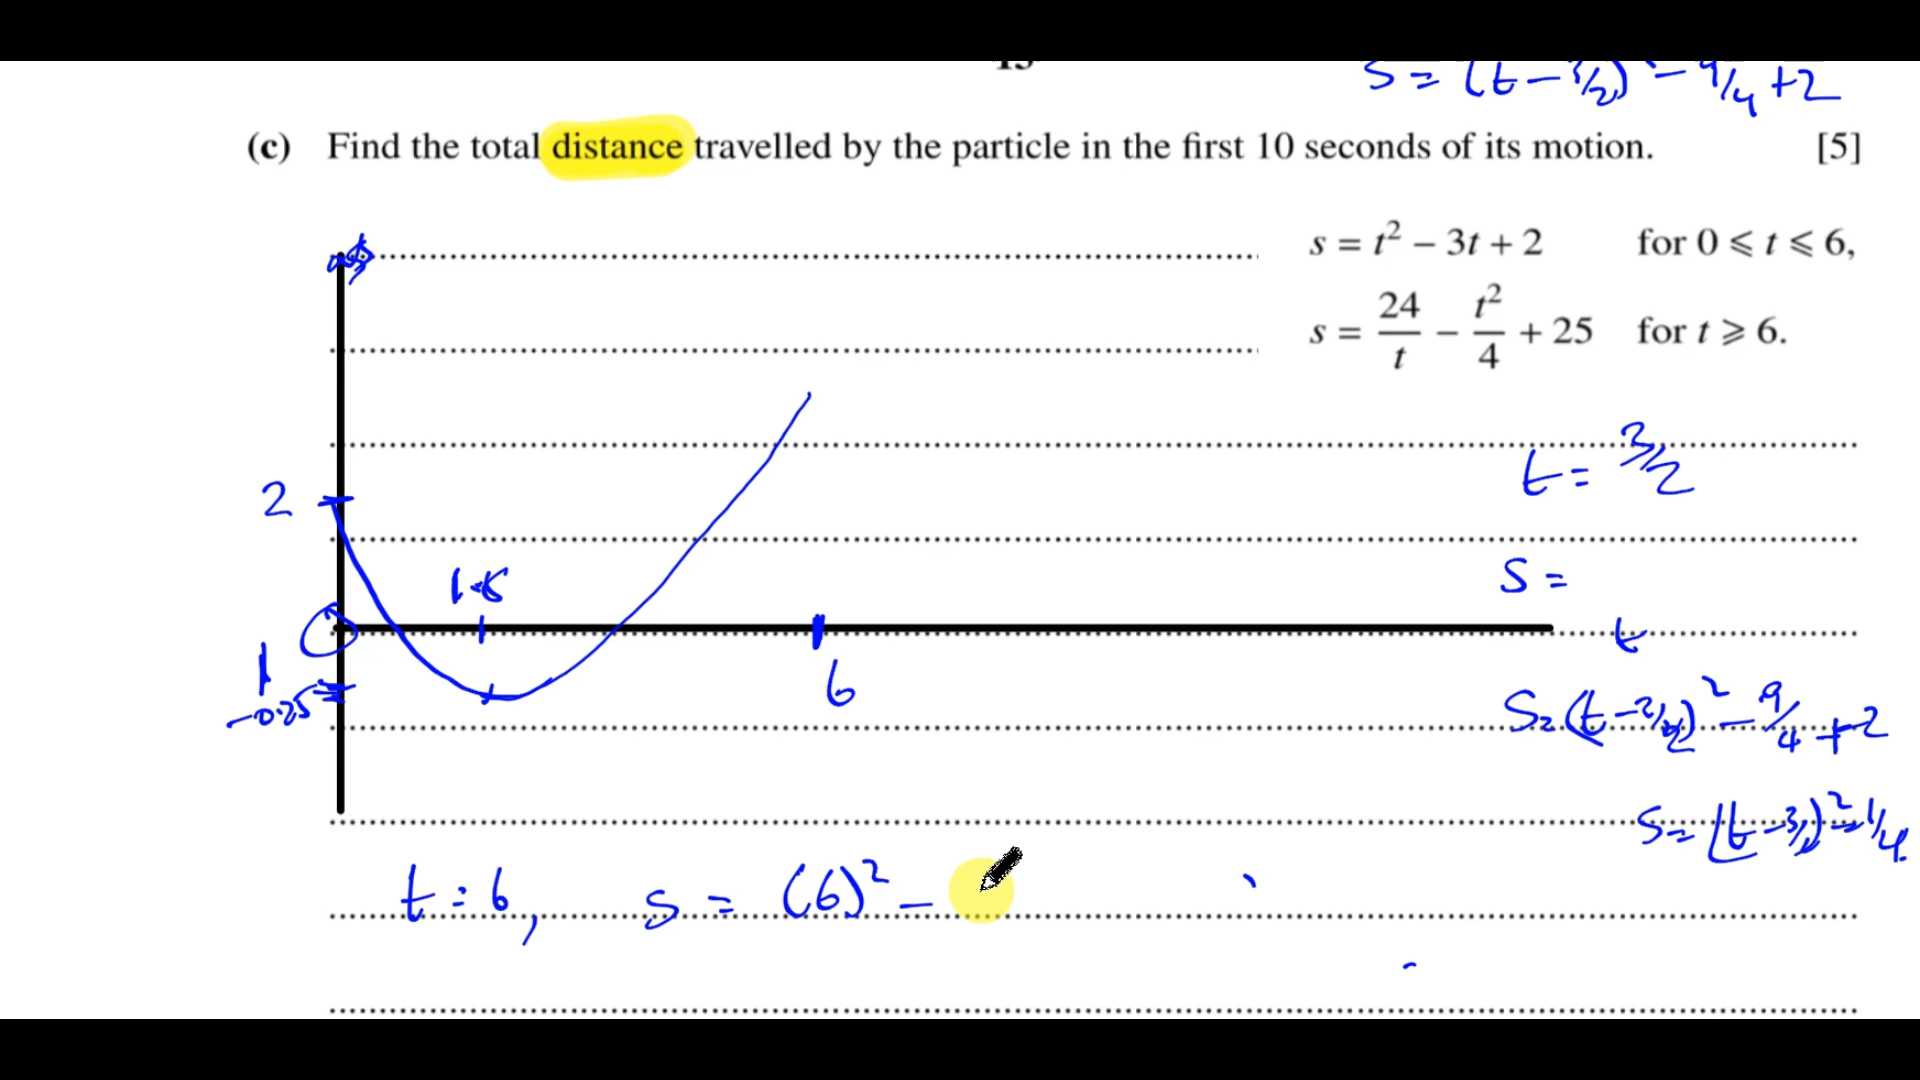 s = (t - 3/2)² - 9/4 + 2
(c) Find the total distance travelled by the particle in the first 10 seconds of its motion. [5]
s = t² − 3t + 2 for 0 ⩽ t ⩽ 6,
s = 24/t − t²/4 + 25 for t ⩾ 6.
t = 3/2
2
s =
1.5
t
-0.25
6
s = (t - 3/2)² - 9/4 + 2
s = (t - 3/2)² - 1/4
t = 6, s = (6)² -